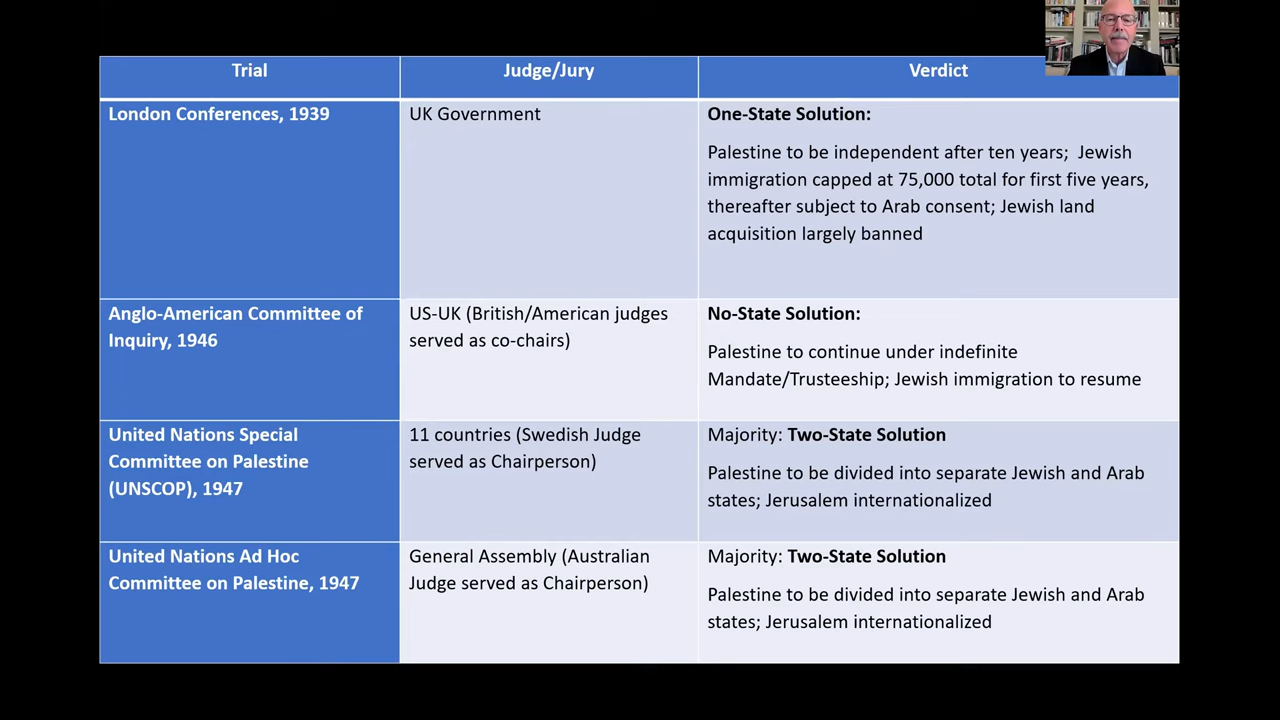 Trial
Judge/Jury
Verdict
London Conferences, 1939
UK Government
One-State Solution:
Palestine to be independent after ten years;  Jewish
immigration capped at 75,000 total for first five years,
thereafter subject to Arab consent; Jewish land
acquisition largely banned
Anglo-American Committee of
Inquiry, 1946
US-UK (British/American judges
served as co-chairs)
No-State Solution:
Palestine to continue under indefinite
Mandate/Trusteeship; Jewish immigration to resume
United Nations Special
Committee on Palestine
(UNSCOP), 1947
11 countries (Swedish Judge
served as Chairperson)
Majority: Two-State Solution
Palestine to be divided into separate Jewish and Arab
states; Jerusalem internationalized
United Nations Ad Hoc
Committee on Palestine, 1947
General Assembly (Australian
Judge served as Chairperson)
Majority: Two-State Solution
Palestine to be divided into separate Jewish and Arab
states; Jerusalem internationalized